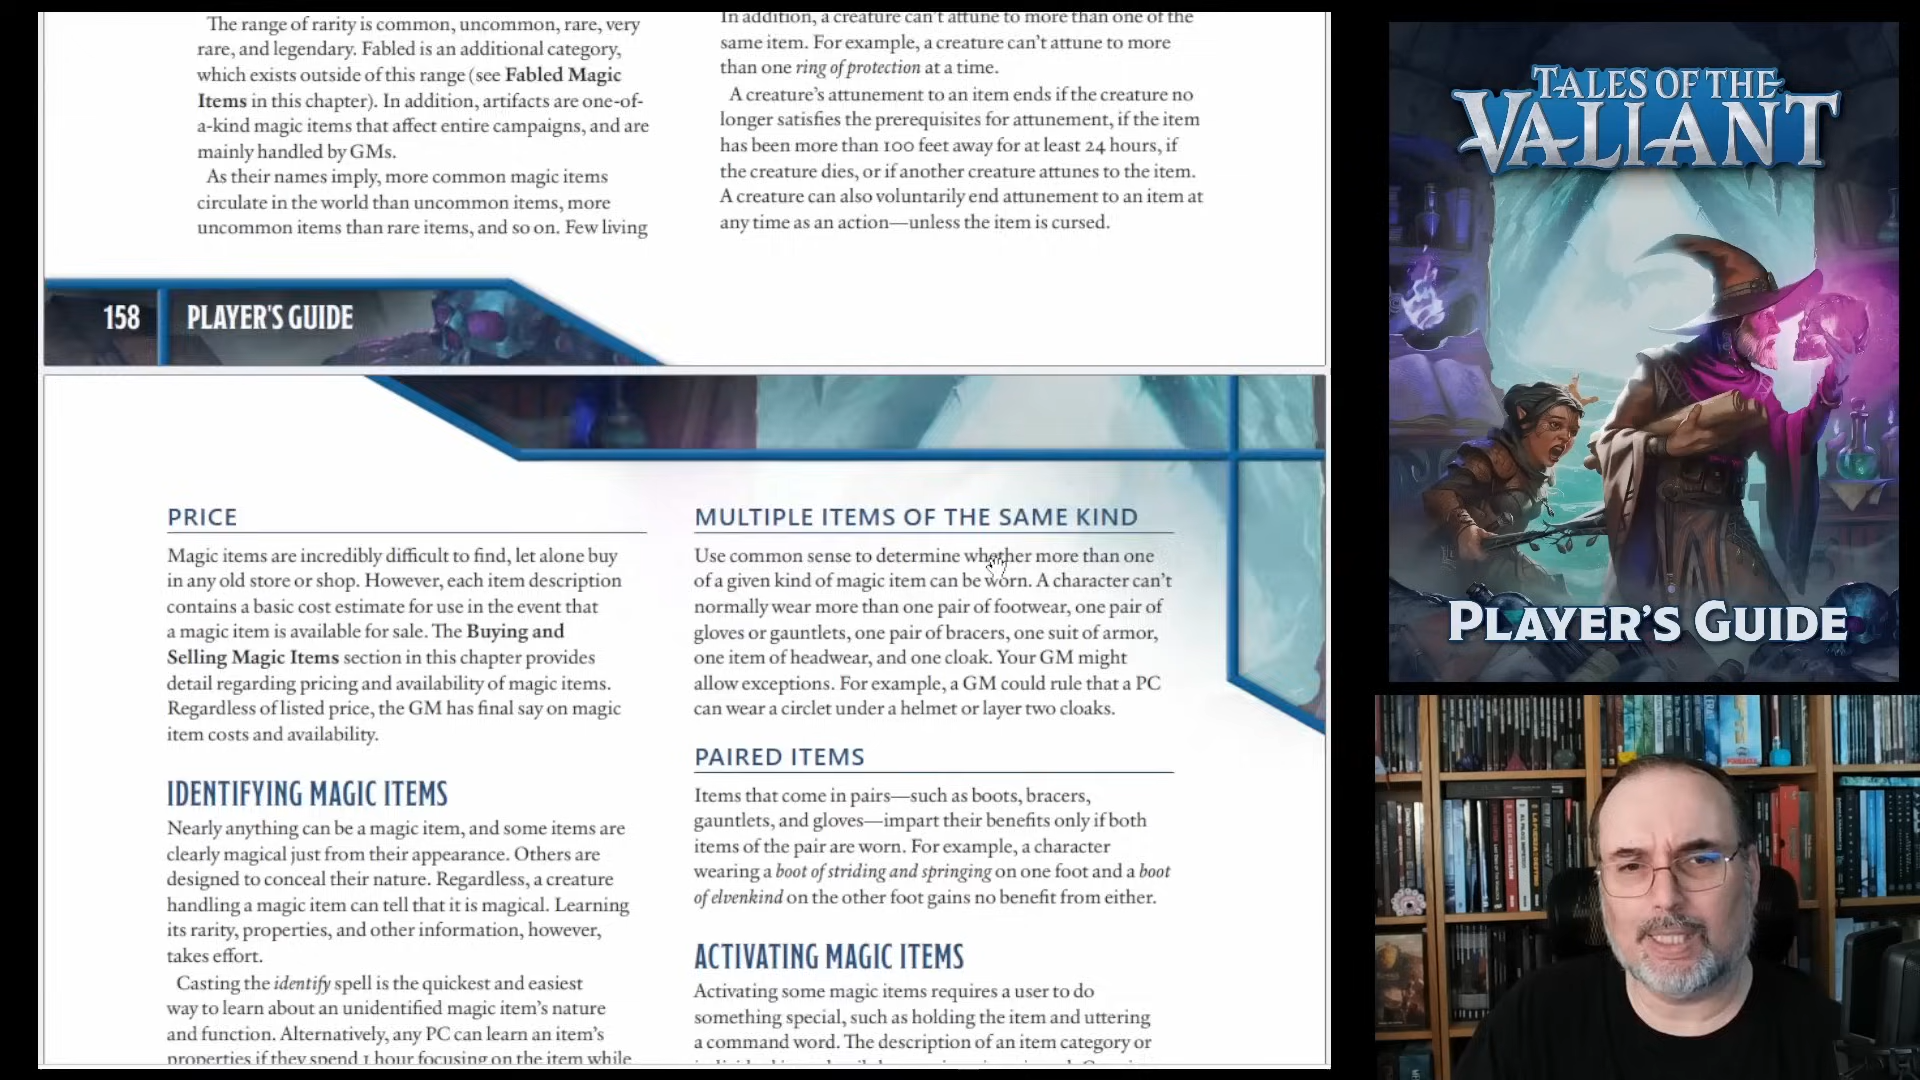 The range of rarity is common, uncommon, rare, very
rare, and legendary. Fabled is an additional category,
which exists outside of this range (see Fabled Magic
Items in this chapter). In addition, artifacts are one-of-
a-kind magic items that affect entire campaigns, and are
mainly handled by GMs.
As their names imply, more common magic items
circulate in the world than uncommon items, more
uncommon items than rare items, and so on. Few living
In addition, a creature can't attune to more than one of the
same item. For example, a creature can't attune to more
than one ring of protection at a time.
A creature's attunement to an item ends if the creature no
longer satisfies the prerequisites for attunement, if the item
has been more than 100 feet away for at least 24 hours, if
the creature dies, or if another creature attunes to the item.
A creature can also voluntarily end attunement to an item at
any time as an action—unless the item is cursed.
158 PLAYER'S GUIDE
PRICE
Magic items are incredibly difficult to find, let alone buy
in any old store or shop. However, each item description
contains a basic cost estimate for use in the event that
a magic item is available for sale. The Buying and
Selling Magic Items section in this chapter provides
detail regarding pricing and availability of magic items.
Regardless of listed price, the GM has final say on magic
item costs and availability.
IDENTIFYING MAGIC ITEMS
Nearly anything can be a magic item, and some items are
clearly magical just from their appearance. Others are
designed to conceal their nature. Regardless, a creature
handling a magic item can tell that it is magical. Learning
its rarity, properties, and other information, however,
takes effort.
Casting the identify spell is the quickest and easiest
way to learn about an unidentified magic item's nature
and function. Alternatively, any PC can learn an item's
properties if they spend 1 hour focusing on the item while
MULTIPLE ITEMS OF THE SAME KIND
Use common sense to determine whether more than one
of a given kind of magic item can be worn. A character can't
normally wear more than one pair of footwear, one pair of
gloves or gauntlets, one pair of bracers, one suit of armor,
one item of headwear, and one cloak. Your GM might
allow exceptions. For example, a GM could rule that a PC
can wear a circlet under a helmet or layer two cloaks.
PAIRED ITEMS
Items that come in pairs—such as boots, bracers,
gauntlets, and gloves—impart their benefits only if both
items of the pair are worn. For example, a character
wearing a boot of striding and springing on one foot and a boot
of elvenkind on the other foot gains no benefit from either.
ACTIVATING MAGIC ITEMS
Activating some magic items requires a user to do
something special, such as holding the item and uttering
a command word. The description of an item category or
TALES OF THE
VALIANT
PLAYER'S GUIDE